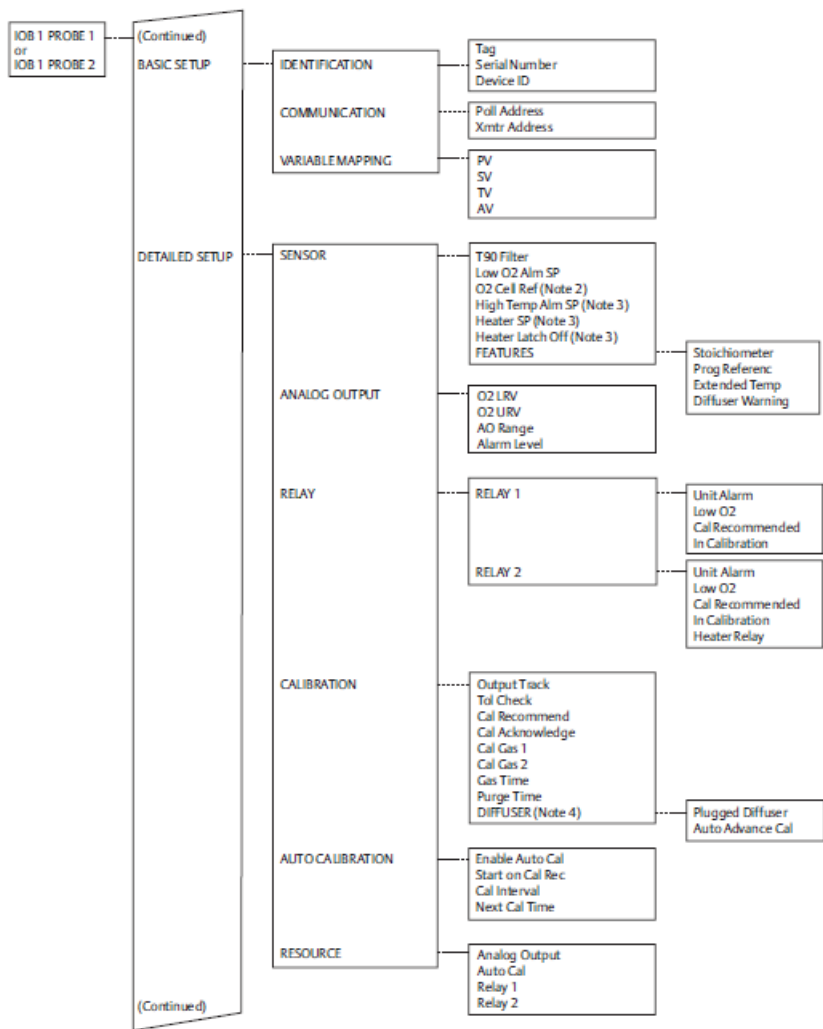 IOB 1 PROBE 1
or
IOB 1 PROBE 2
(Continued)
BASIC SETUP
IDENTIFICATION
Tag
Serial Number
Device ID
COMMUNICATION
Poll Address
Xmtr Address
VARIABLE MAPPING
PV
SV
TV
AV
DETAILED SETUP
SENSOR
T90 Filter
Low O2 Alm SP
O2 Cell Ref (Note 2)
High Temp Alm SP (Note 3)
Heater SP (Note 3)
Heater Latch Off (Note 3)
FEATURES
Stoichiometer
Prog Referenc
Extended Temp
Diffuser Warning
ANALOG OUTPUT
O2 LRV
O2 URV
AO Range
Alarm Level
RELAY
RELAY 1
Unit Alarm
Low O2
Cal Recommended
In Calibration
RELAY 2
Unit Alarm
Low O2
Cal Recommended
In Calibration
Heater Relay
CALIBRATION
Output Track
Tol Check
Cal Recommend
Cal Acknowledge
Cal Gas 1
Cal Gas 2
Gas Time
Purge Time
DIFFUSER (Note 4)
Plugged Diffuser
Auto Advance Cal
AUTO CALIBRATION
Enable Auto Cal
Start on Cal Rec
Cal Interval
Next Cal Time
RESOURCE
Analog Output
Auto Cal
Relay 1
Relay 2
(Continued)